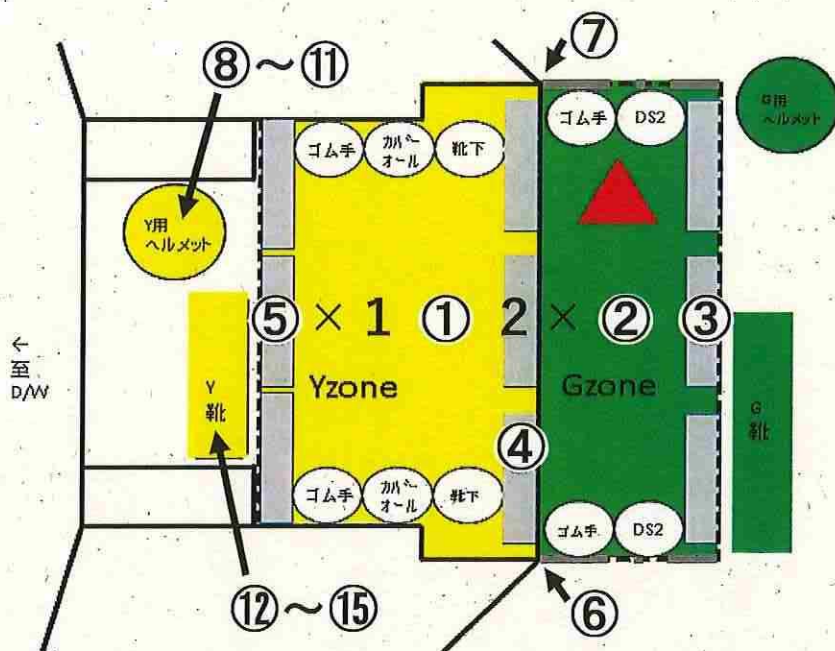 ⑦
⑧～⑪
ゴム手
カバー
オール
靴下
ゴム手
DS2
G用
ヘルメット
Y用
ヘルメット
⑤ × 1 ① 2 × ② ③
Yzone
Gzone
←
至
D/W
Y
靴
G
靴
④
ゴム手
カバー
オール
靴下
ゴム手
DS2
⑫～⑮
⑥